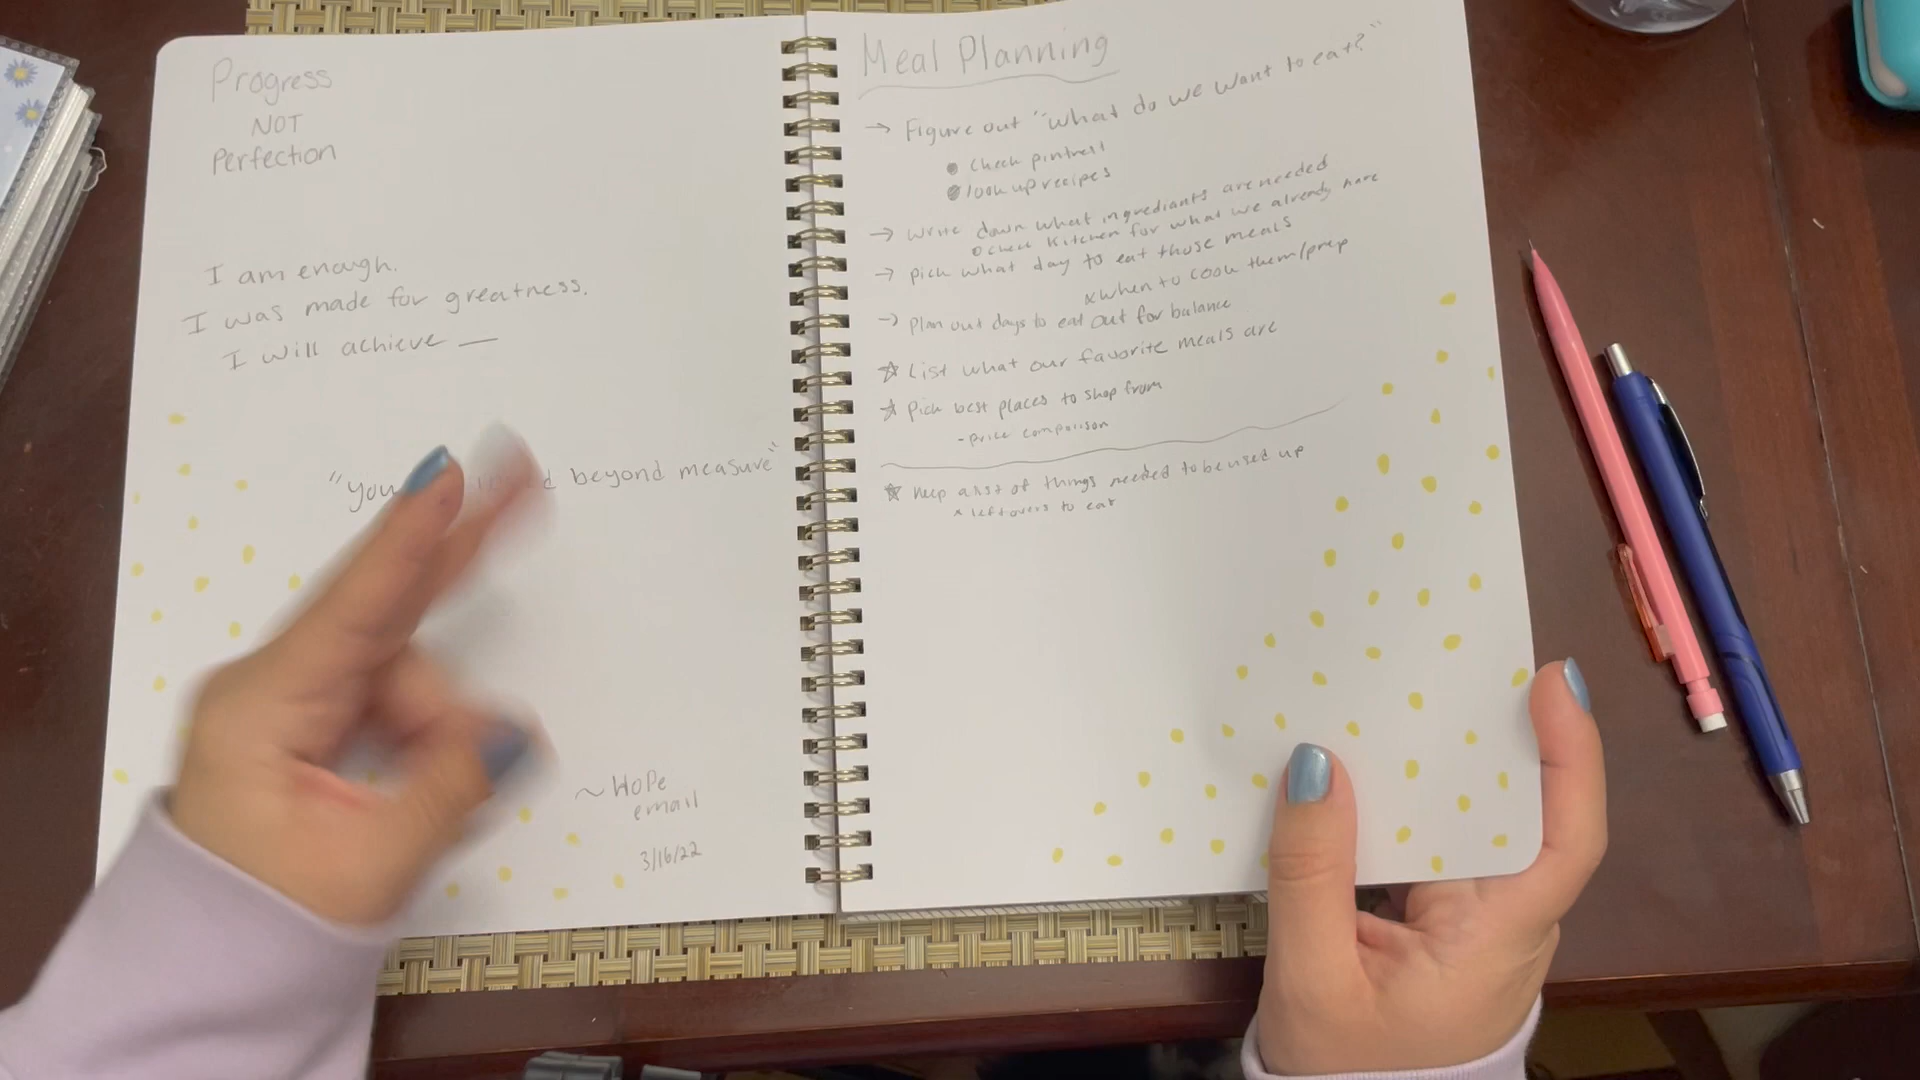 Progress
NOT
Perfection
I am enough.
I was made for greatness.
I will achieve —
"you beyond measure"
~ HOPe
email
3/16/22
Meal Planning
→ Figure out "what do we want to eat?"
• Check pintrest
• look up recipes
→ write down what ingrediants are needed
o check kitchen for what we already have
→ pick what day to eat those meals
x when to cook them/prep
→ plan out days to eat out for balance
☆ List what our favorite meals are
☆ Pick best places to shop from
- price comparison
☆ keep a list of things needed to be used up
x leftovers to eat